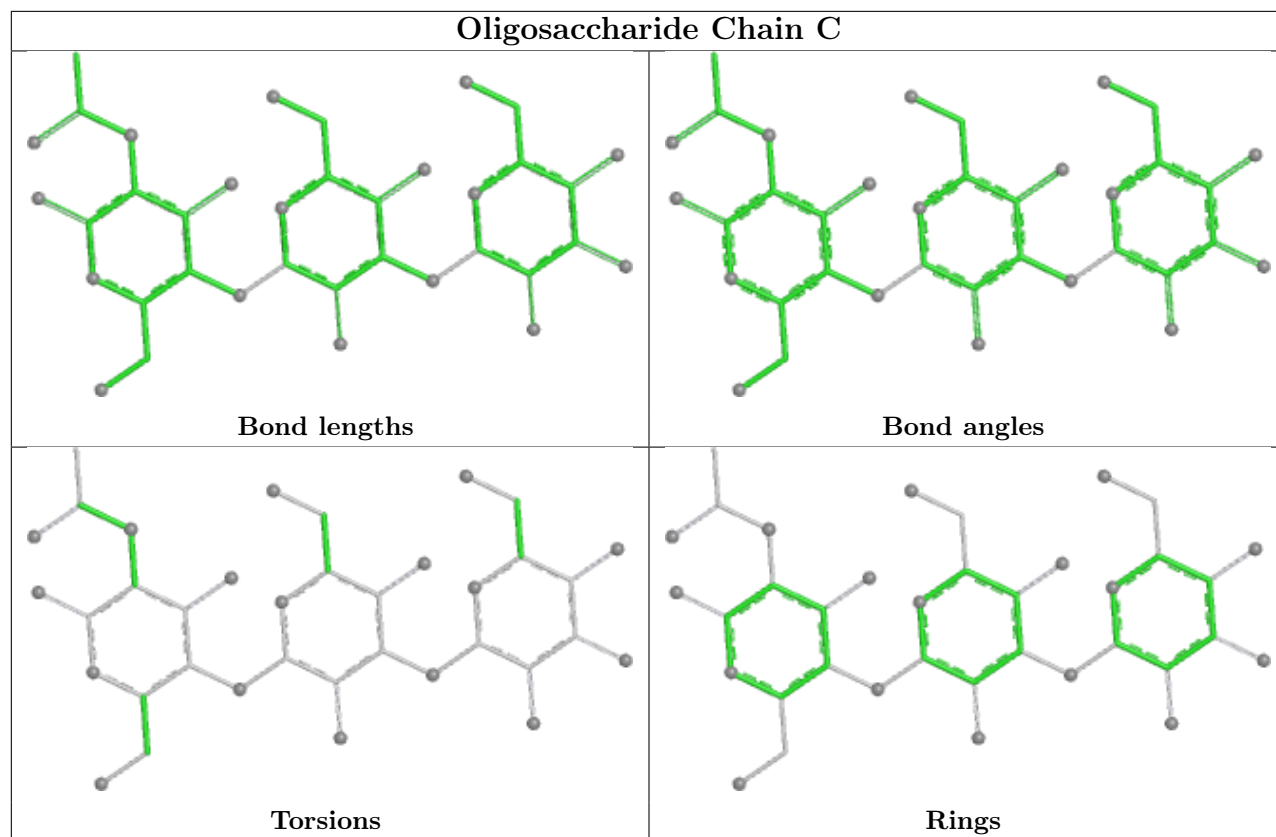 Oligosaccharide Chain C
Bond lengths
Bond angles
Torsions
Rings